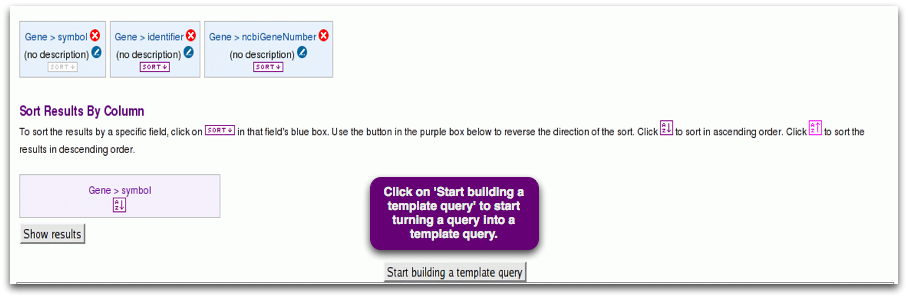 Gene > symbol Gene > identifier Gene > ncbiGeneNumber
(no description) (no description) (no description)
SORT SORT SORT
Sort Results By Column
To sort the results by a specific field, click on SORT in that field's blue box. Use the button in the purple box below to reverse the direction of the sort. Click AZ to sort in ascending order. Click AZ to sort the
results in descending order.
Gene > symbol
AZ
Click on 'Start building a
template query' to start
turning a query into a
template query.
Show results
Start building a template query